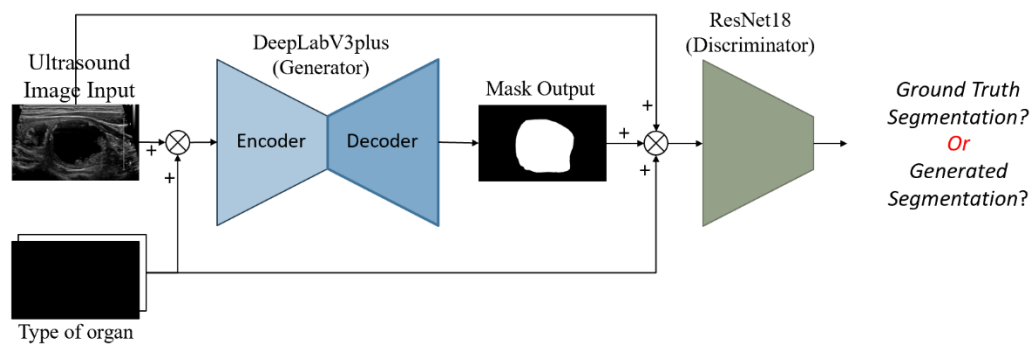 Ultrasound
Image Input
DeepLabV3plus
(Generator)
ResNet18
(Discriminator)
Mask Output
Encoder
Decoder
+
+
+
+
+
Ground Truth
Segmentation?
Or
Generated
Segmentation?
Type of organ